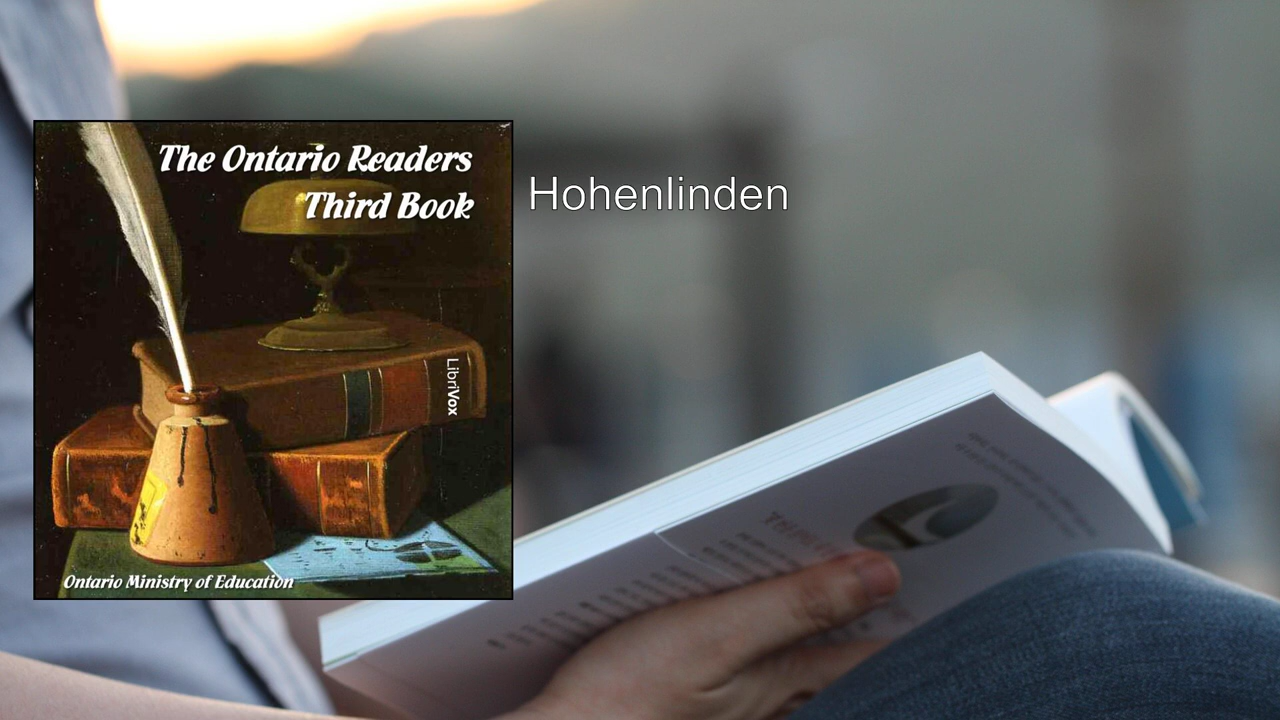 The Ontario Readers
Third Book
Hohenlinden
LibriVox
Ontario Ministry of Education